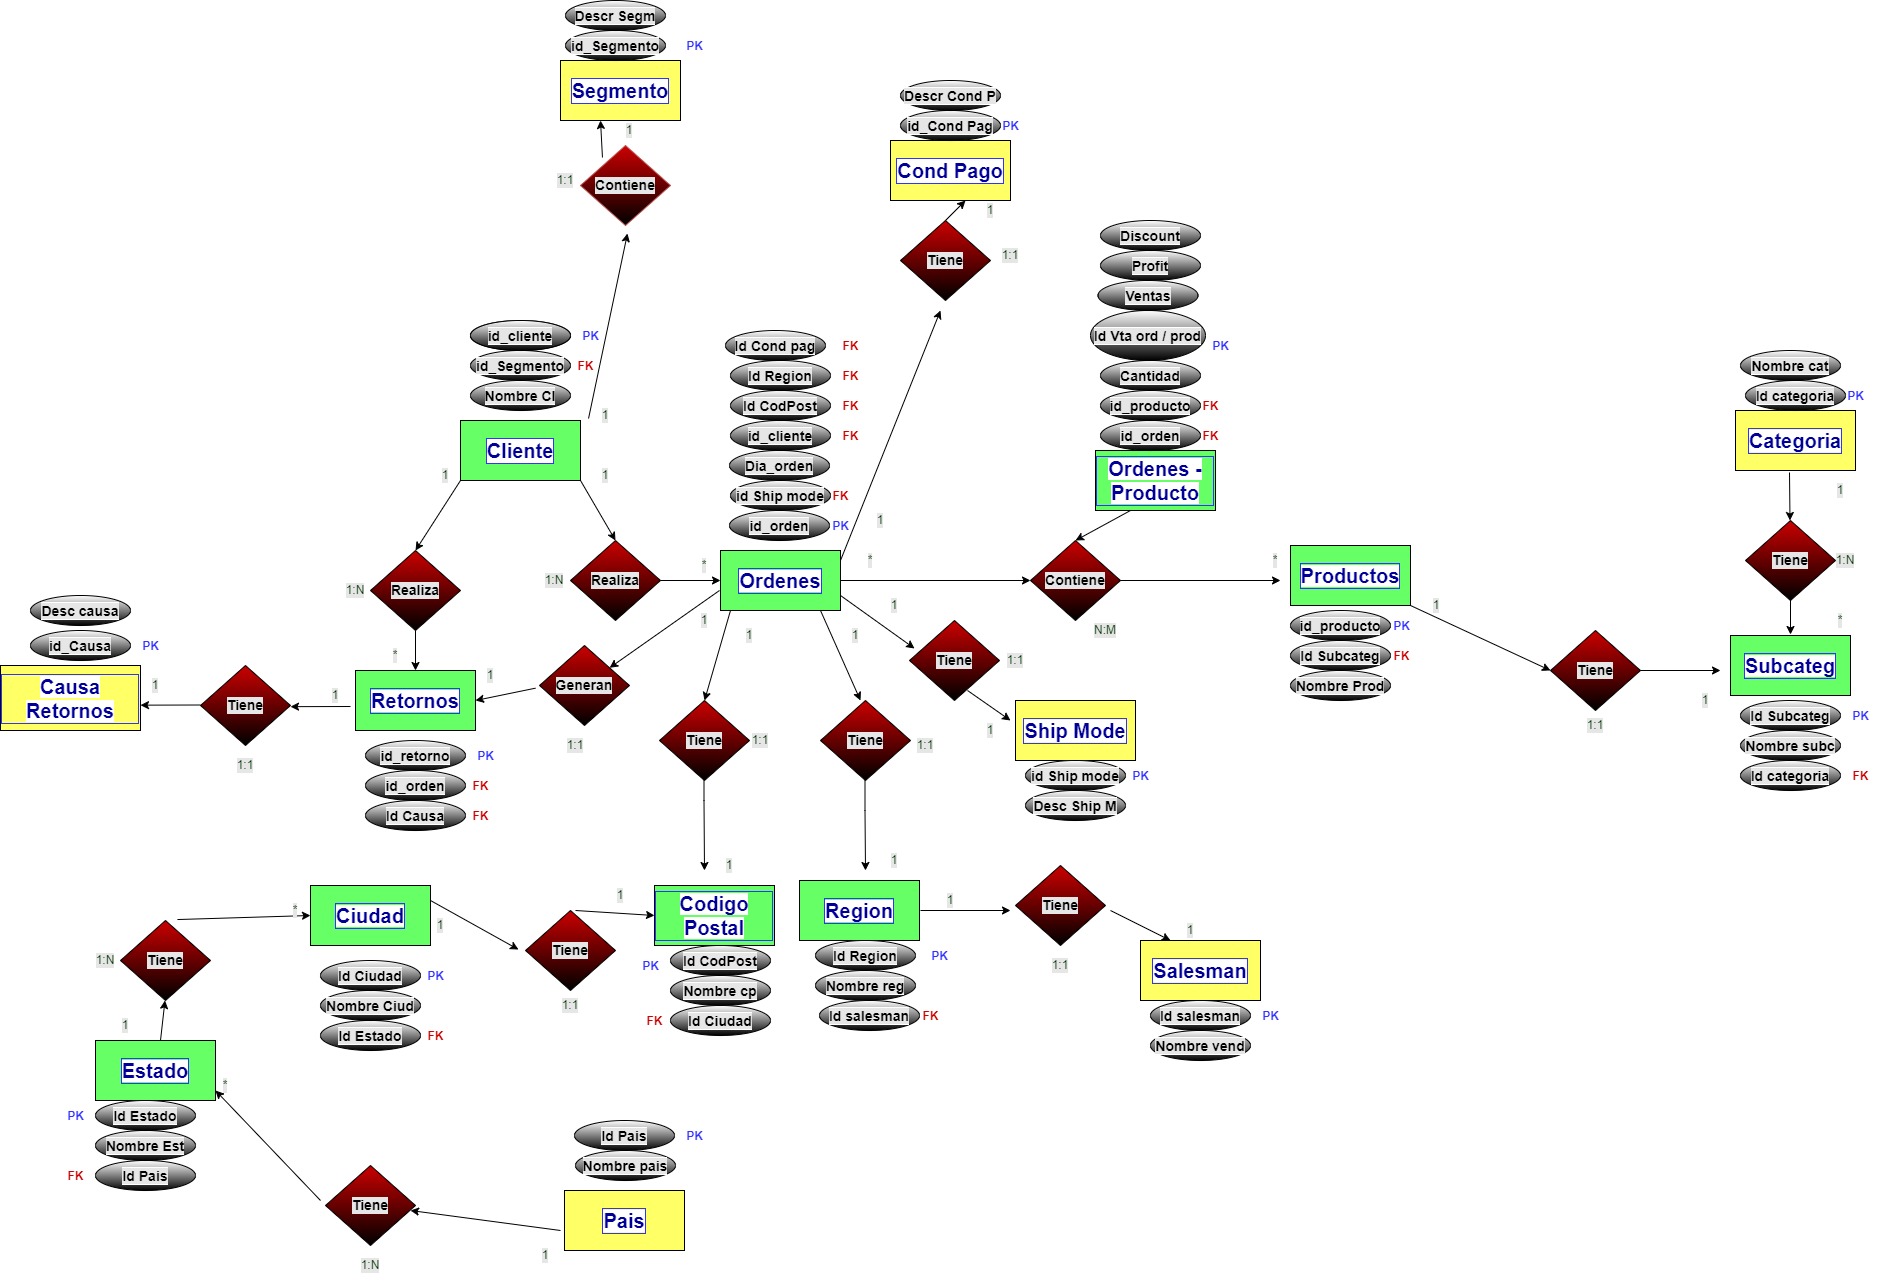 Descr Segm
id_Segmento PK
Segmento
1
1:1
Contiene
Descr Cond P
id_Cond Pag PK
Cond Pago
1
Tiene
1:1
id_cliente PK
id_Segmento FK
Nombre Cl
1
Cliente
1
1
Id Cond pag FK
Id Region FK
Id CodPost FK
id_cliente FK
Dia_orden
id Ship mode FK
id_orden PK
1
Ordenes
*
*
Discount
Profit
Ventas
Id Vta ord / prod
PK
Cantidad
id_producto FK
id_orden FK
Ordenes -
Producto
Contiene
N:M
*
Productos
id_producto PK
Id Subcateg FK
Nombre Prod
1
Nombre cat
Id categoria PK
Categoria
1
Tiene
1:N
*
Tiene
1:1
1
Subcateg
Id Subcateg PK
Nombre subc
Id categoria FK
1:N
Realiza
1:N
Realiza
*
Desc causa
id_Causa PK
Causa
Retornos
1
Tiene
1:1
1
Retornos
1
id_retorno PK
id_orden FK
Id Causa FK
Generan
1:1
1
1
1
1
Tiene
1:1
Tiene
1:1
Tiene
1:1
1
Ship Mode
id Ship mode PK
Desc Ship M
1
1
Tiene
1:N
*
Ciudad
1
Id Ciudad PK
Nombre Ciud
Id Estado FK
Tiene
1:1
1
Codigo
Postal
PK Id CodPost
Nombre cp
FK Id Ciudad
Region
1
Id Region PK
Nombre reg
Id salesman FK
Tiene
1:1
1
Salesman
Id salesman PK
Nombre vend
1
Estado
*
PK Id Estado
Nombre Est
FK Id Pais
Tiene
1:N
Id Pais PK
Nombre pais
Pais
1